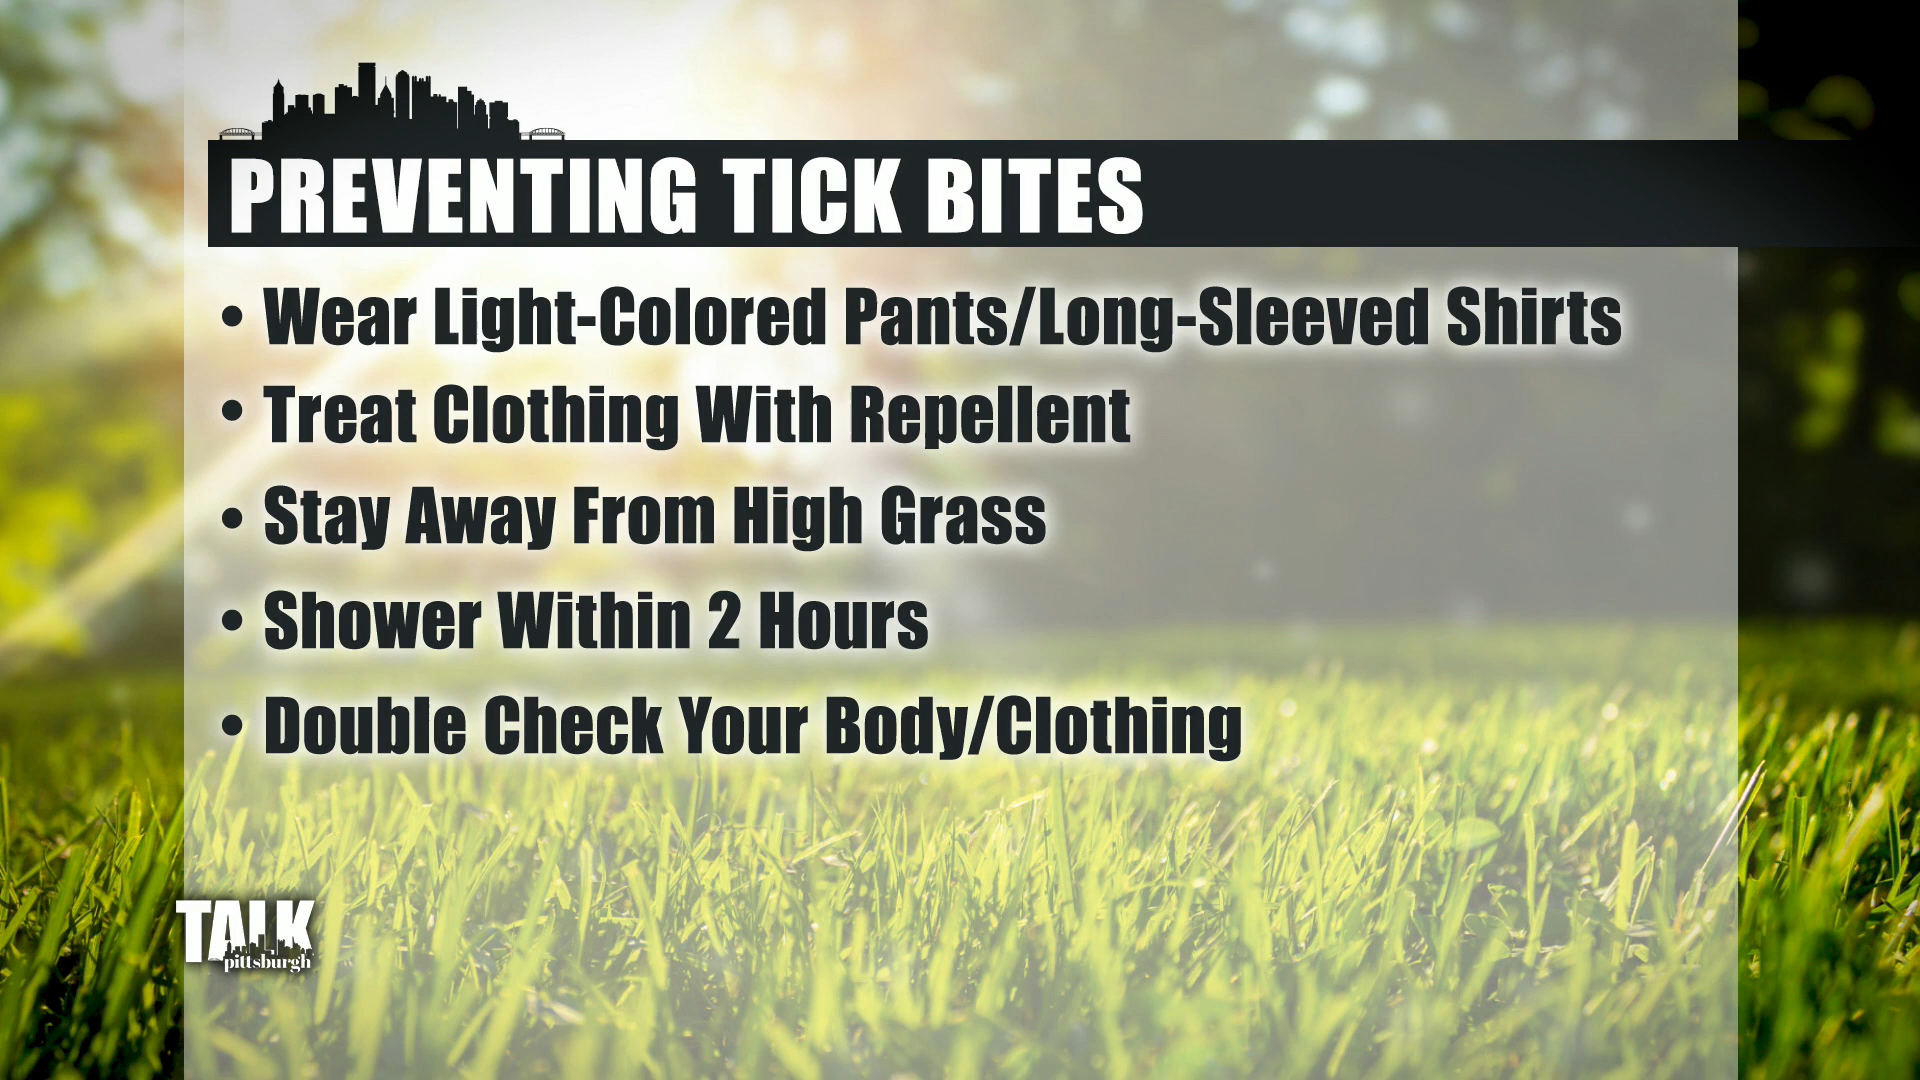 PREVENTING TICK BITES
• Wear Light-Colored Pants/Long-Sleeved Shirts
• Treat Clothing With Repellent
• Stay Away From High Grass
• Shower Within 2 Hours
• Double Check Your Body/Clothing
TALK
pittsburgh